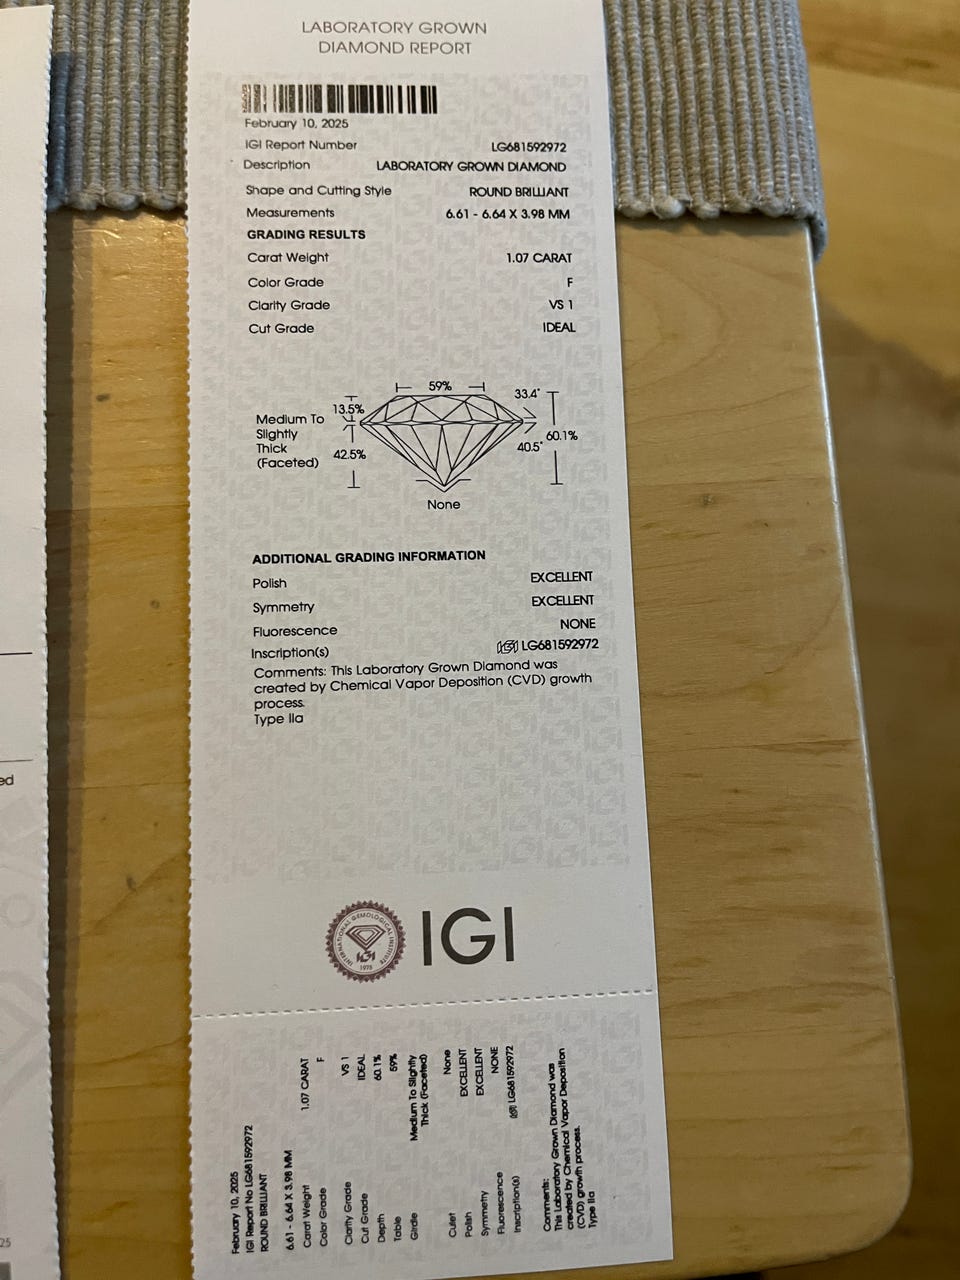 LABORATORY GROWN
DIAMOND REPORT
February 10, 2025
IGI Report Number LG681592972
Description LABORATORY GROWN DIAMOND
Shape and Cutting Style ROUND BRILLIANT
Measurements 6.61 - 6.64 X 3.98 MM
GRADING RESULTS
Carat Weight 1.07 CARAT
Color Grade F
Clarity Grade VS 1
Cut Grade IDEAL
59%
33.4°
13.5%
Medium To
Slightly
Thick
(Faceted)
60.1%
40.5°
42.5%
None
ADDITIONAL GRADING INFORMATION
Polish EXCELLENT
Symmetry EXCELLENT
Fluorescence NONE
Inscription(s) IGI LG681592972
Comments: This Laboratory Grown Diamond was
created by Chemical Vapor Deposition (CVD) growth
process.
Type IIa
ed
INTERNATIONAL GEMOLOGICAL INSTITUTE
IGI
1975
IGI
February 10, 2025
IGI Report No LG681592972
ROUND BRILLIANT
6.61 - 6.64 X 3.98 MM
Carat Weight 1.07 CARAT
Color Grade F
Clarity Grade VS 1
Cut Grade IDEAL
Depth 60.1%
Table 59%
Girdle Medium To Slightly
Thick (Faceted)
Culet None
Polish EXCELLENT
Symmetry EXCELLENT
Fluorescence NONE
Inscription(s) IGI LG681592972
Comments:
This Laboratory Grown Diamond was
created by Chemical Vapor Deposition
(CVD) growth process.
Type IIa
25